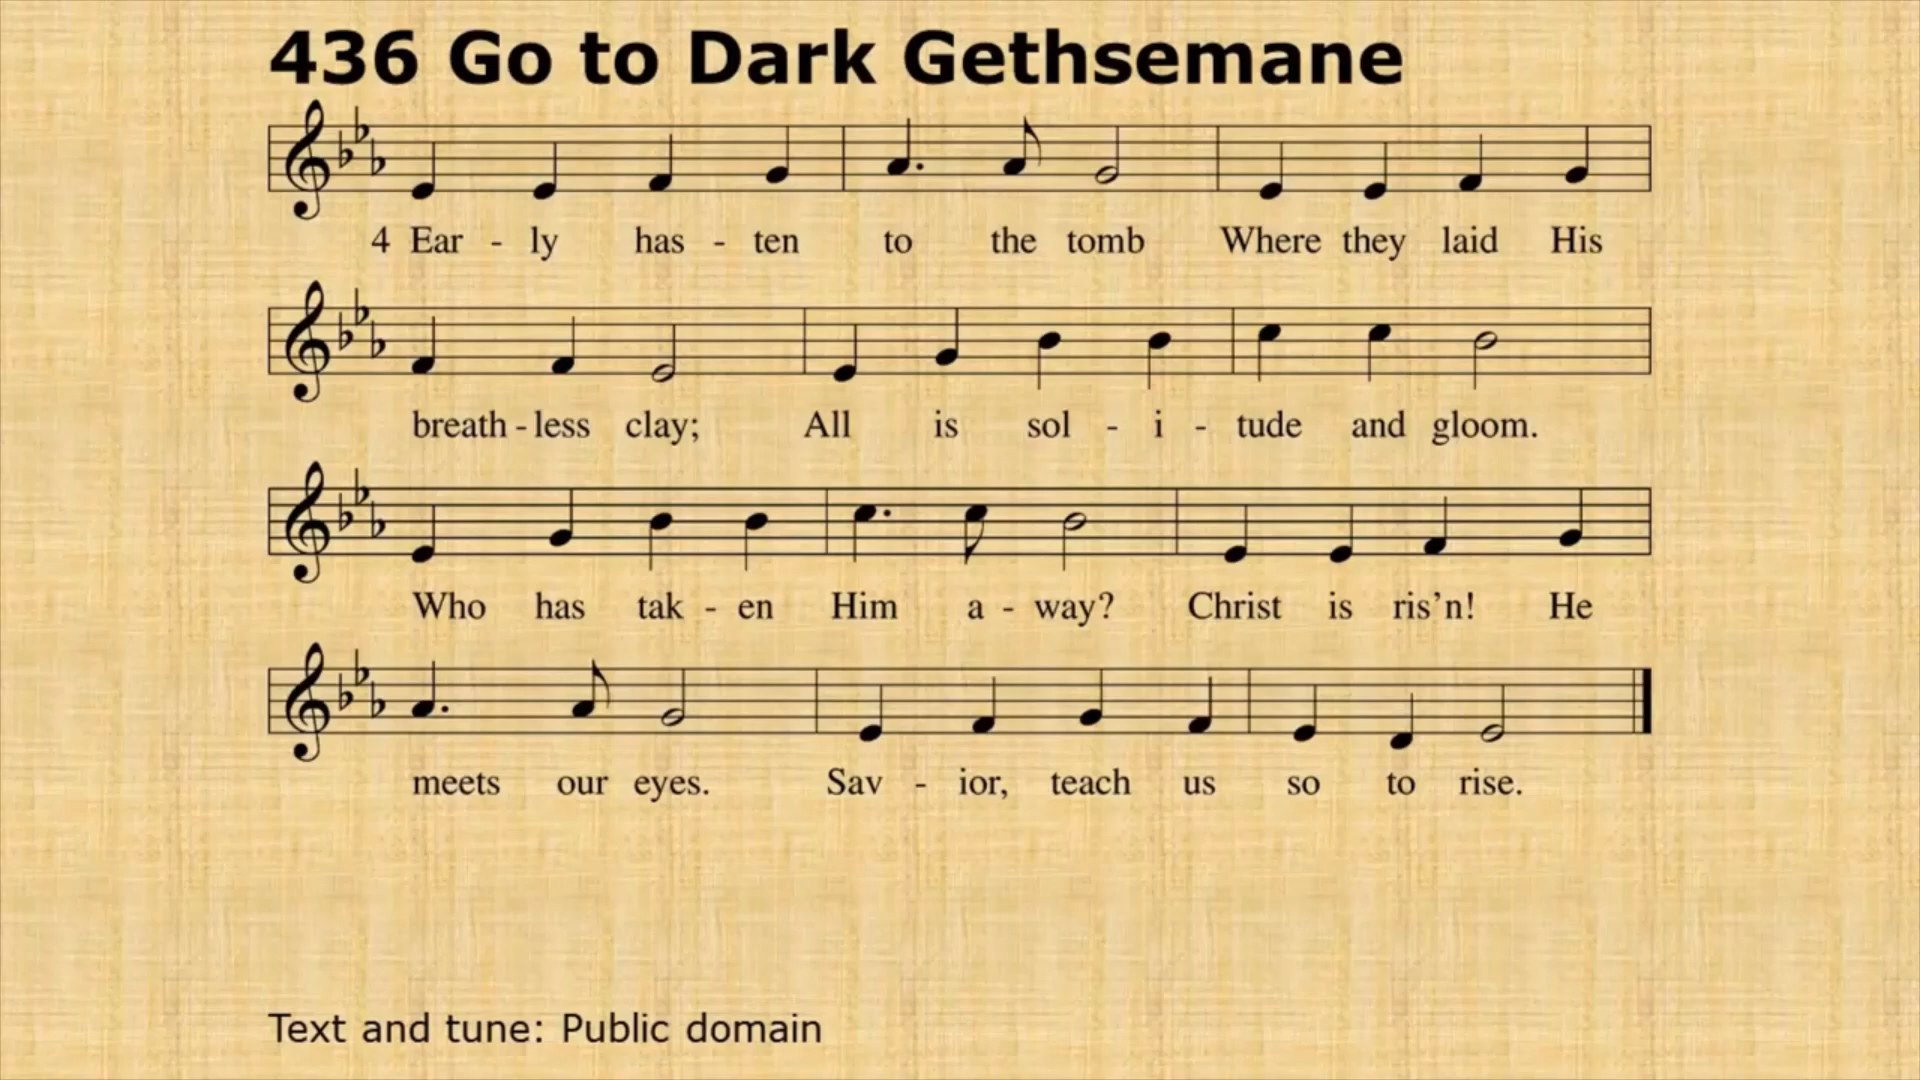 436 Go to Dark Gethsemane
4 Ear - ly has - ten to the tomb Where they laid His
breath - less clay; All is sol - i - tude and gloom.
Who has tak - en Him a - way? Christ is ris’n! He
meets our eyes. Sav - ior, teach us so to rise.
Text and tune: Public domain